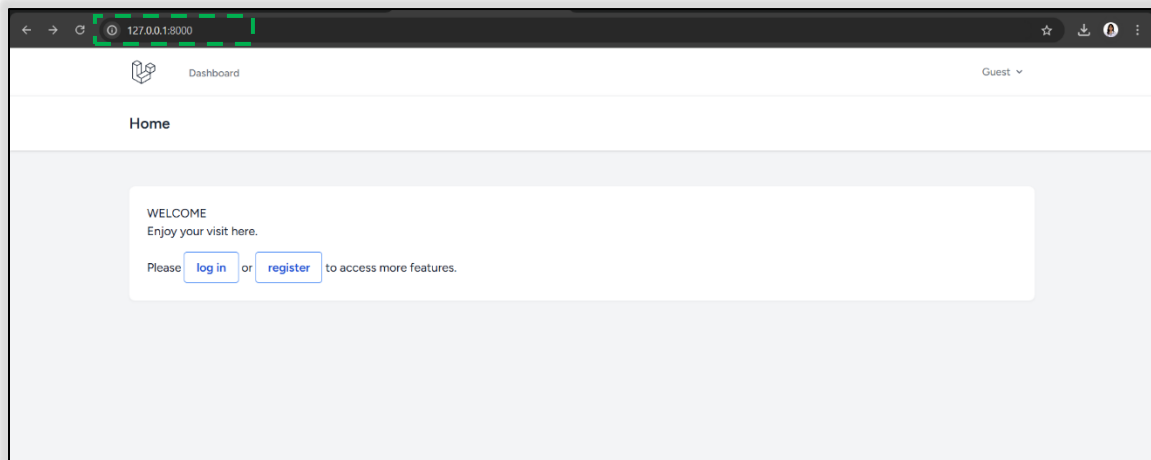 127.0.0.1:8000
Dashboard
Guest
Home
WELCOME
Enjoy your visit here.
Please log in or register to access more features.